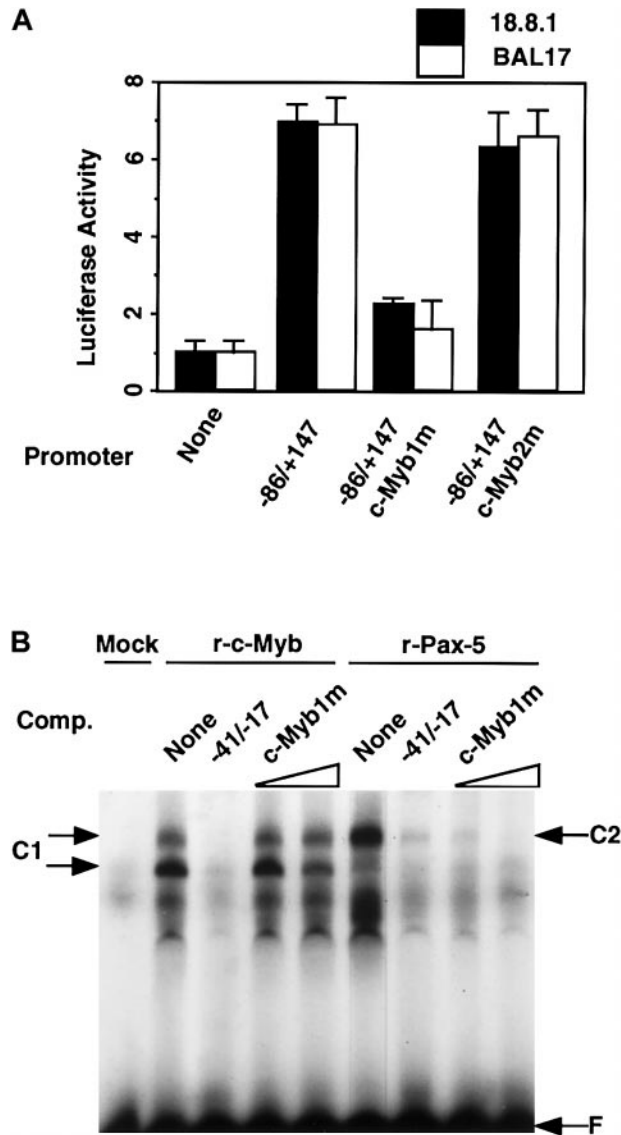 A
18.8.1
BAL17
Luciferase Activity
8
6
4
2
0
Promoter
None
-86/+147
-86/+147
c-Myb1m
-86/+147
c-Myb2m
B
Mock
r-c-Myb
r-Pax-5
Comp.
None
-41/-17
c-Myb1m
None
-41/-17
c-Myb1m
C1
C2
F